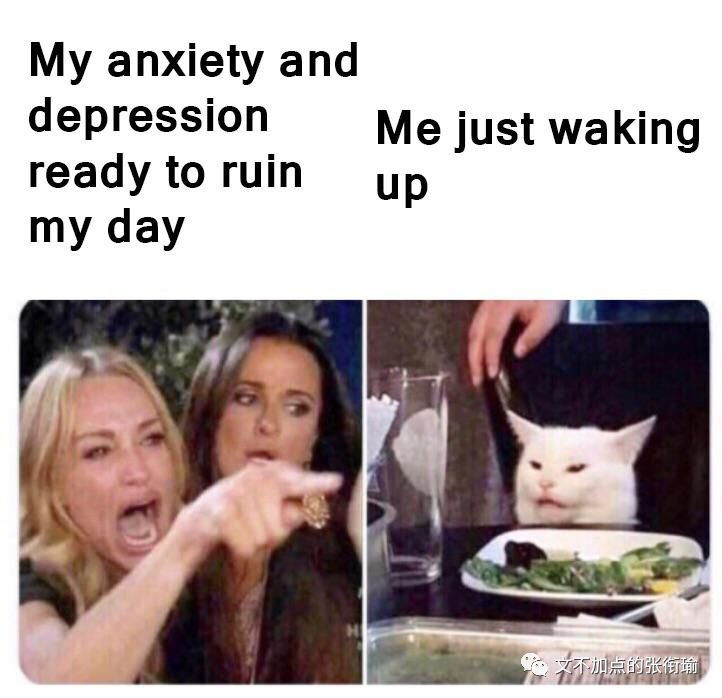 My anxiety and
depression
ready to ruin
my day
Me just waking
up
文不加点的张衔瑜